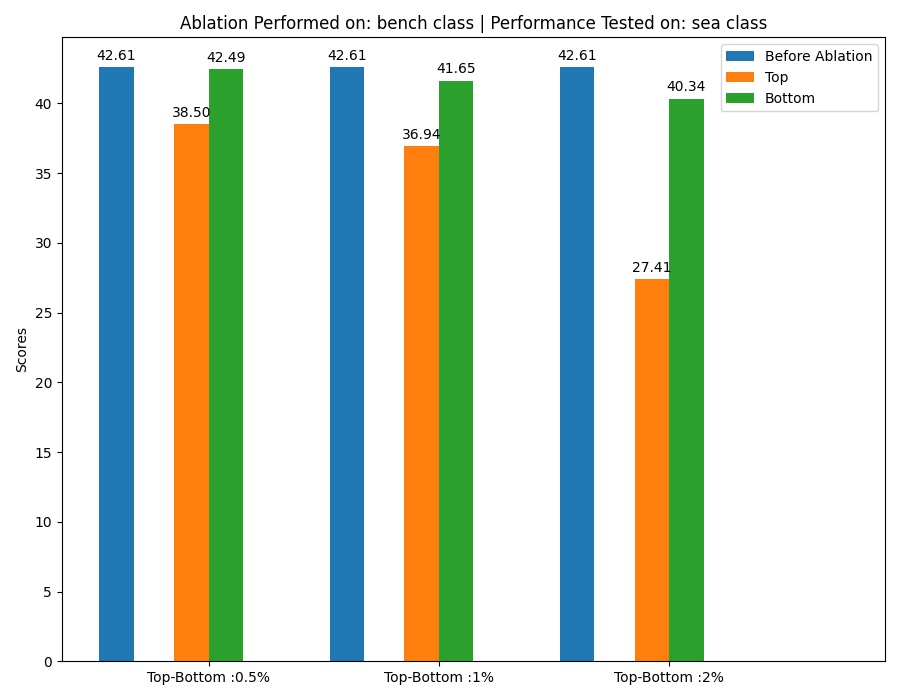 Ablation Performed on: bench class | Performance Tested on: sea class
Before Ablation
Top
Bottom
42.61
38.50
42.49
42.61
36.94
41.65
42.61
27.41
40.34
Scores
40
35
30
25
20
15
10
5
0
Top-Bottom :0.5%
Top-Bottom :1%
Top-Bottom :2%